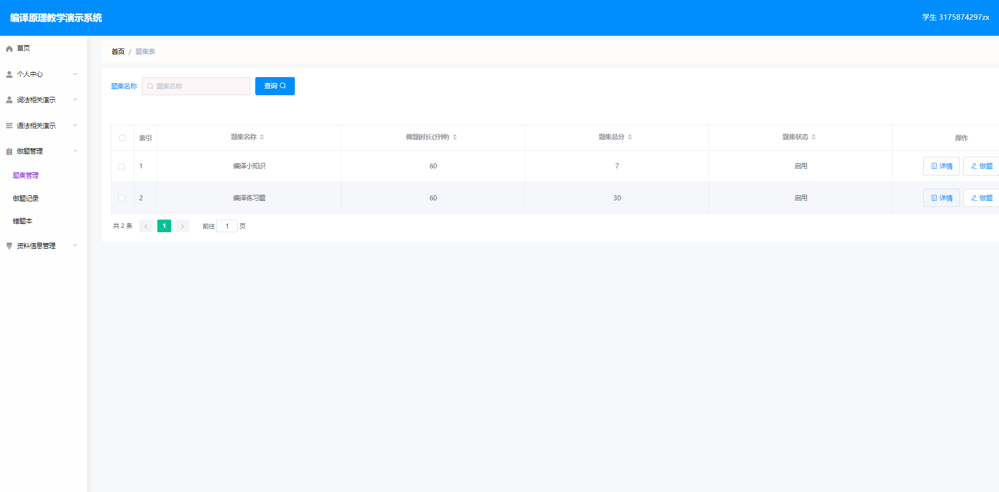 编译原理教学演示系统
学生 3175874297zx
首页
个人中心
词法相关演示
语法相关演示
做题管理
题集管理
做题记录
错题本
资料信息管理
首页 / 题集表
题集名称 题集名称 查询
索引 题集名称 做题时长(分钟) 题集总分 题集状态 操作
1 编译小知识 60 7 启用 详情 做题
2 编译练习题 60 30 启用 详情 做题
共 2 条 1 前往 1 页